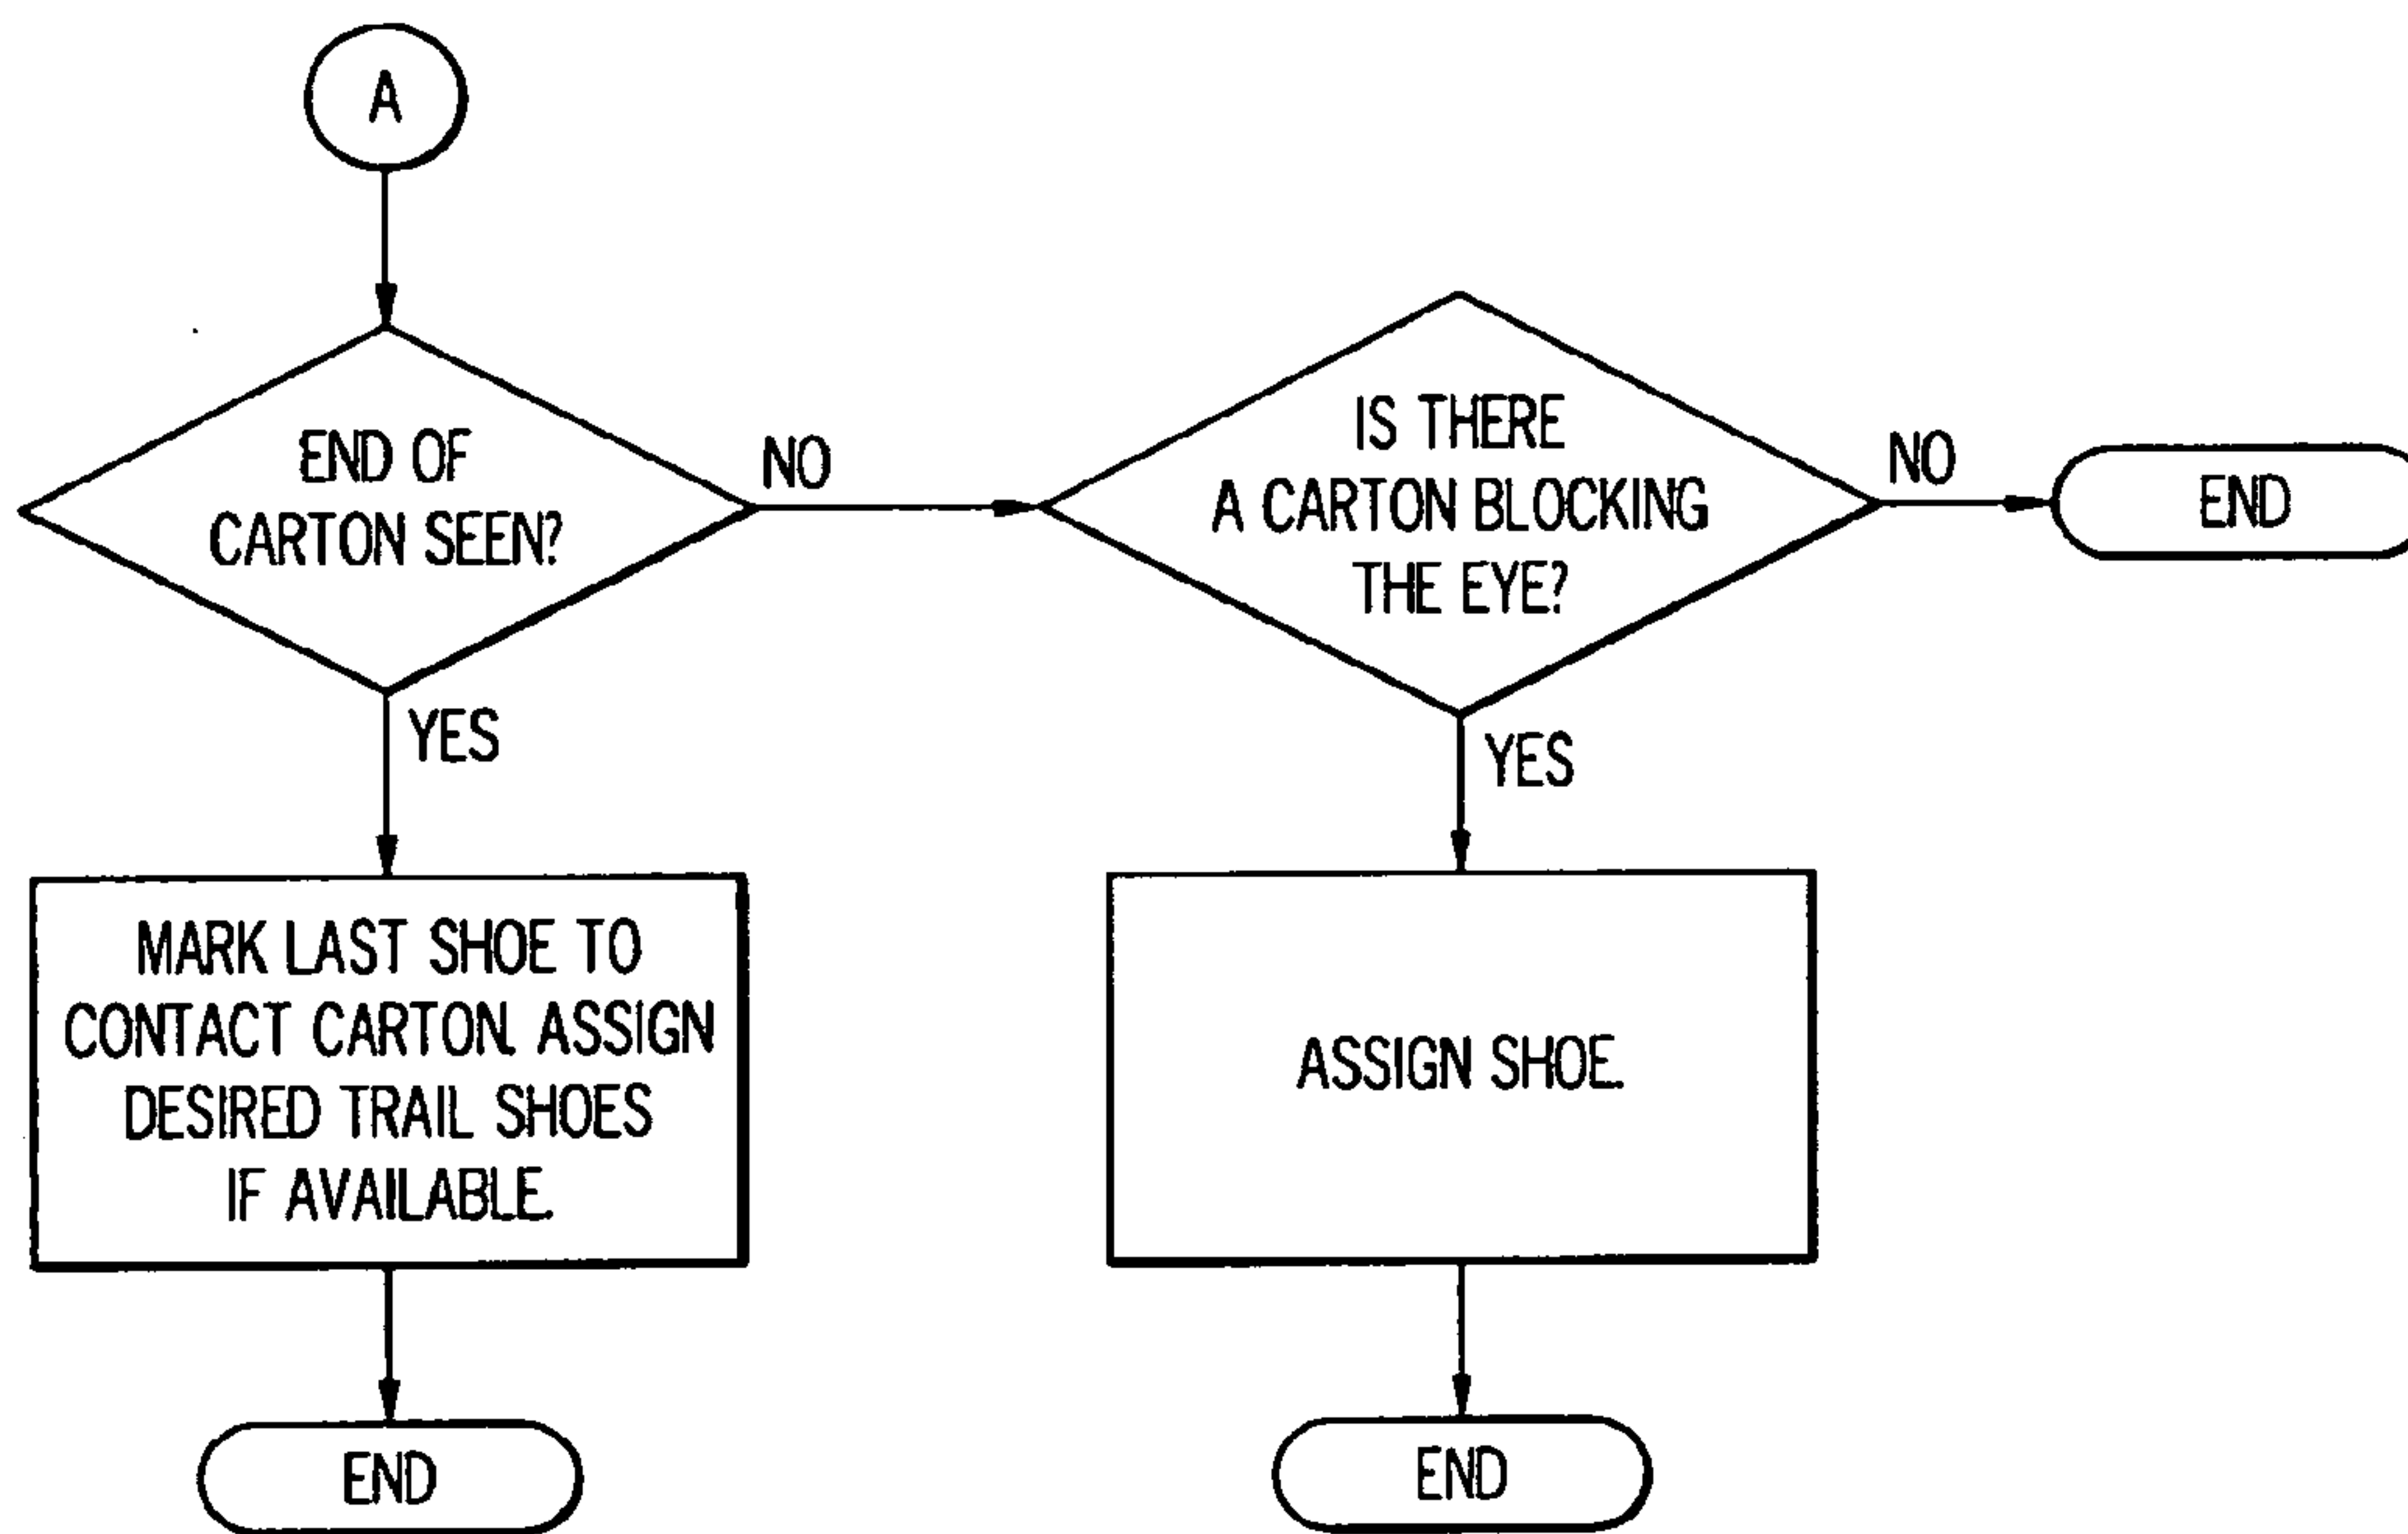 A
END OF
CARTON SEEN?
NO
IS THERE
A CARTON BLOCKING
THE EYE?
NO
END
YES
YES
MARK LAST SHOE TO
CONTACT CARTON. ASSIGN
DESIRED TRAIL SHOES
IF AVAILABLE.
ASSIGN SHOE.
END
END